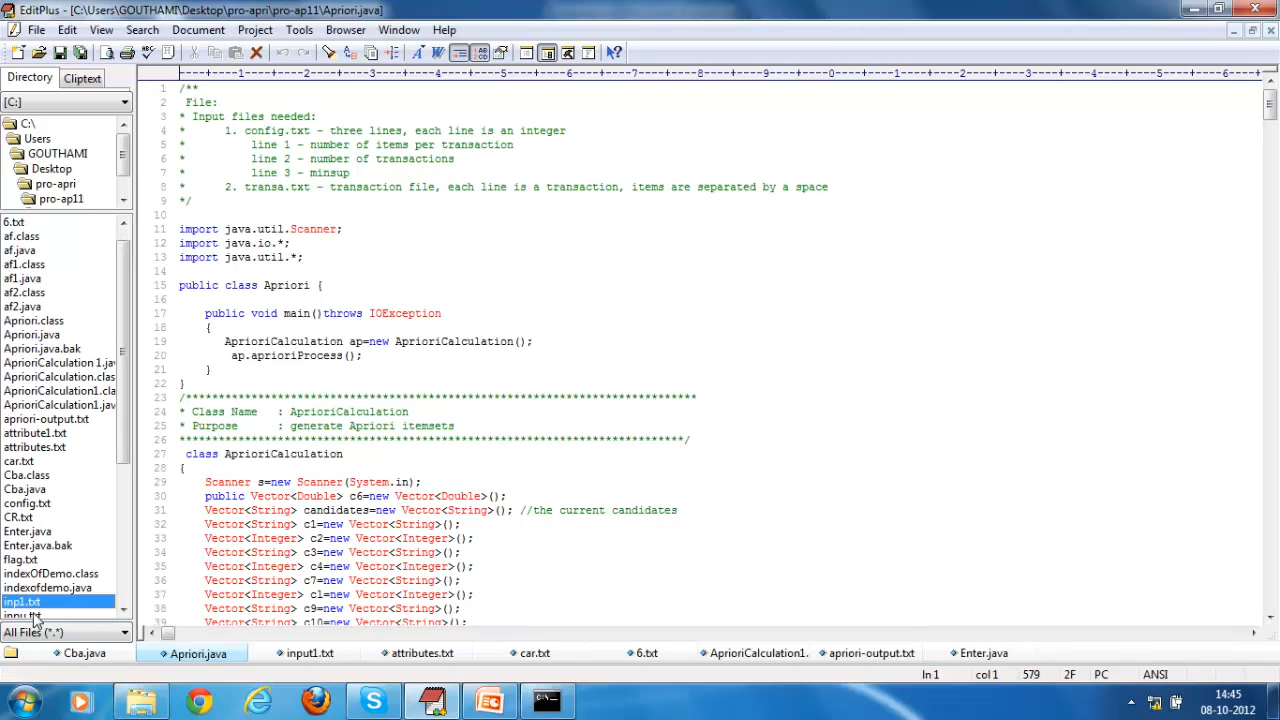 EditPlus - [C:\Users\GOUTHAMI\Desktop\pro-apri\pro-ap11\Apriori.java]
File Edit View Search Document Project Tools Browser Window Help
Directory Cliptext
[C:]
C:\
Users
GOUTHAMI
Desktop
pro-apri
pro-ap11
6.txt
af.class
af.java
af1.class
af1.java
af2.class
af2.java
Apriori.class
Apriori.java
Apriori.java.bak
AprioriCalculation 1.jav
AprioriCalculation.clas
AprioriCalculation1.cla
AprioriCalculation1.java
apriori-output.txt
attribute1.txt
attributes.txt
car.txt
Cba.class
Cba.java
config.txt
CR.txt
Enter.java
Enter.java.bak
flag.txt
indexOfDemo.class
indexofdemo.java
inp1.txt
All Files (*.*)
1 /**
2 File:
3 * Input files needed:
4 * 1. config.txt - three lines, each line is an integer
5 * line 1 - number of items per transaction
6 * line 2 - number of transactions
7 * line 3 - minsup
8 * 2. transa.txt - transaction file, each line is a transaction, items are separated by a space
9 */
10
11 import java.util.Scanner;
12 import java.io.*;
13 import java.util.*;
14
15 public class Apriori {
16
17 public void main()throws IOException
18 {
19 AprioriCalculation ap=new AprioriCalculation();
20 ap.aprioriProcess();
21 }
22 }
23 /******************************************************************************
24 * Class Name : AprioriCalculation
25 * Purpose : generate Apriori itemsets
26 *****************************************************************************/
27 class AprioriCalculation
28 {
29 Scanner s=new Scanner(System.in);
30 public Vector<Double> c6=new Vector<Double>();
31 Vector<String> candidates=new Vector<String>(); //the current candidates
32 Vector<String> c1=new Vector<String>();
33 Vector<Integer> c2=new Vector<Integer>();
34 Vector<String> c3=new Vector<String>();
35 Vector<Integer> c4=new Vector<Integer>();
36 Vector<String> c7=new Vector<String>();
37 Vector<Integer> cl=new Vector<Integer>();
38 Vector<String> c9=new Vector<String>();
39 Vector<String> c10=new Vector<String>();
Cba.java Apriori.java input1.txt attributes.txt car.txt 6.txt AprioriCalculation1. apriori-output.txt Enter.java
ln 1 col 1 579 2F PC ANSI
14:45
08-10-2012